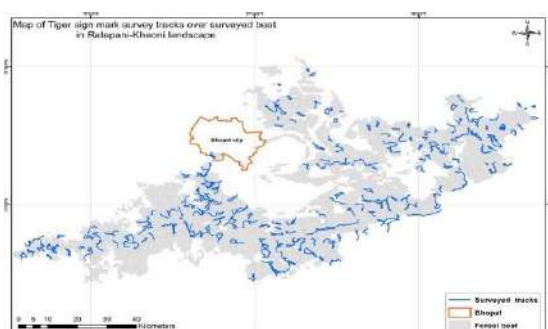 Map of Tiger sign mark survey tracks over surveyed beat
in Ratapani-Kheoni landscape
N
W
E
S
Bhopal city
Surveyed tracks
Bhopal
Forest beat
0 5 10 20 30 40
Kilometers